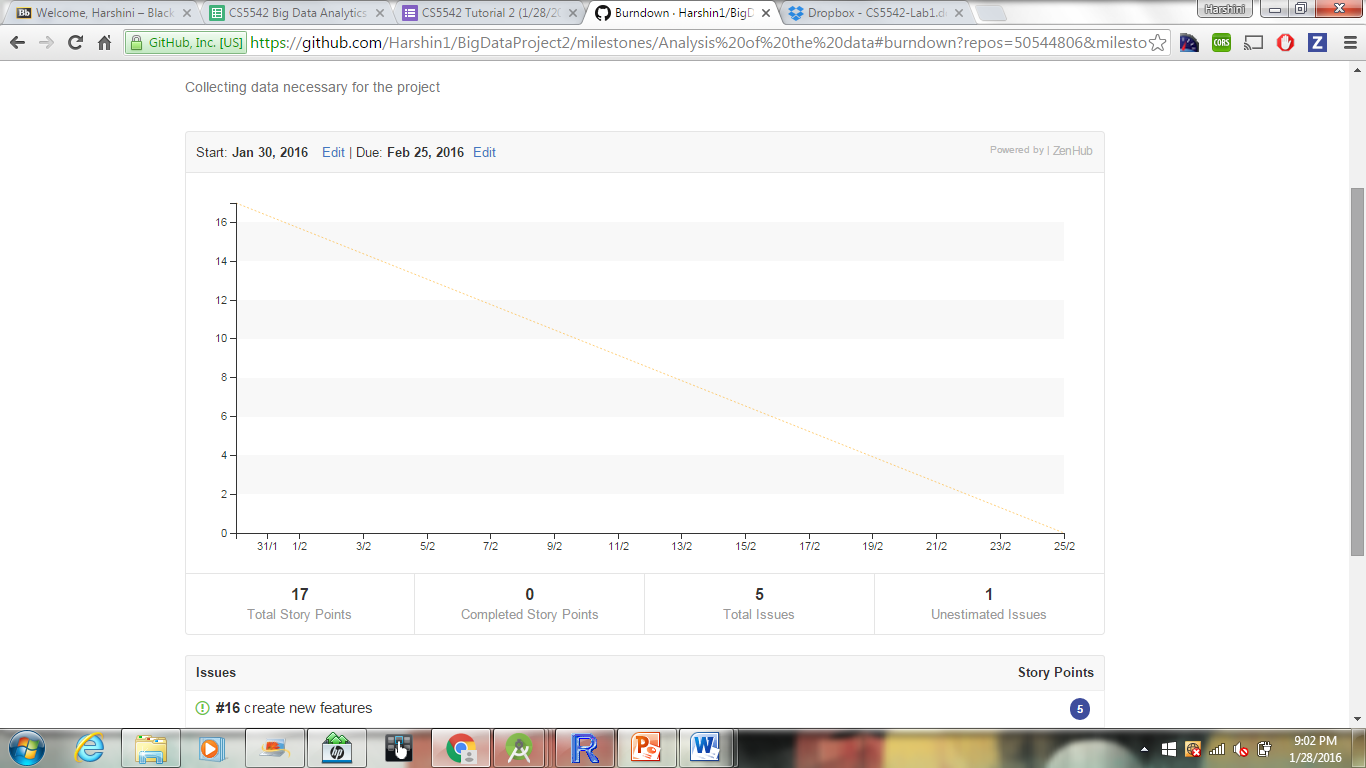 Welcome, Harshini – Black
CS5542 Big Data Analytics
CS5542 Tutorial 2 (1/28/20
Burndown · Harshin1/BigD
Dropbox - CS5542-Lab1.d
Harshini
GitHub, Inc. [US]
https://github.com/Harshin1/BigDataProject2/milestones/Analysis%20of%20the%20data#burndown?repos=50544806&milesto
CORS
Z
Collecting data necessary for the project
Start: Jan 30, 2016 Edit | Due: Feb 25, 2016 Edit
Powered by | ZenHub
16
14
12
10
8
6
4
2
0
31/1 1/2 3/2 5/2 7/2 9/2 11/2 13/2 15/2 17/2 19/2 21/2 23/2 25/2
17 0 5 1
Total Story Points Completed Story Points Total Issues Unestimated Issues
Issues Story Points
#16 create new features 5
9:02 PM
1/28/2016